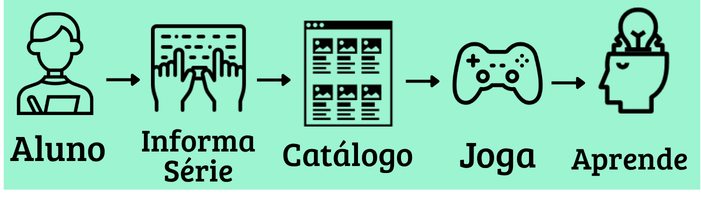 Aluno
Informa
Série
Catálogo
Joga
Aprende